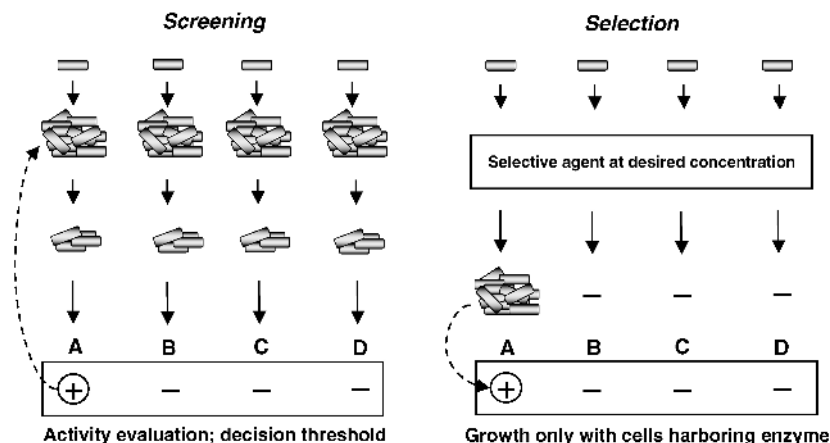 Screening
Selection
Selective agent at desired concentration
A B C D
+ — — —
Activity evaluation; decision threshold
— — —
A B C D
+ — — —
Growth only with cells harboring enzyme